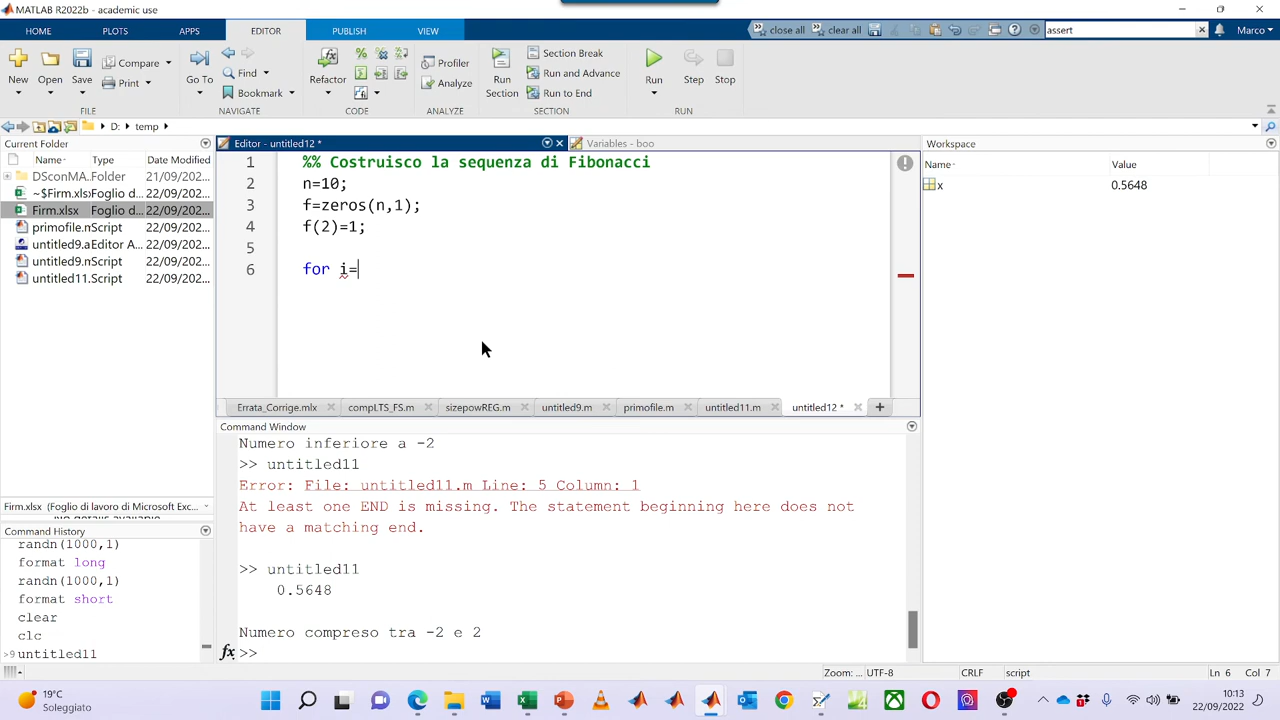 MATLAB R2022b - academic use
HOME PLOTS APPS EDITOR PUBLISH VIEW close all clear all assert Marco
New Open Save Compare Print Go To Find Bookmark Refactor Profiler Analyze Run Section Section Break Run and Advance Run to End Run Step Stop
FILE NAVIGATE CODE ANALYZE SECTION RUN
D: temp
Current Folder
Name Type Date Modified
DSconMA... Folder 21/09/202...
~$Firm.xlsx Foglio d... 22/09/202...
Firm.xlsx Foglio d... 22/09/202...
primofile.m Script 22/09/202...
untitled9.a Editor A... 22/09/202...
untitled9.m Script 22/09/202...
untitled11. Script 22/09/202...
Firm.xlsx (Foglio di lavoro di Microsoft Exc...
Command History
randn(1000,1)
format long
randn(1000,1)
format short
clear
clc
9 untitled11
Editor - untitled12 * Variables - boo
1 %% Costruisco la sequenza di Fibonacci
2 n=10;
3 f=zeros(n,1);
4 f(2)=1;
5
6 for i=
Errata_Corrige.mlx compLTS_FS.m sizepowREG.m untitled9.m primofile.m untitled11.m untitled12 *
Command Window
Numero inferiore a -2
>> untitled11
Error: File: untitled11.m Line: 5 Column: 1
At least one END is missing. The statement beginning here does not
have a matching end.
>> untitled11
0.5648
Numero compreso tra -2 e 2
fx >>
Workspace
Name Value
x 0.5648
Zoom: ... UTF-8 CRLF script Ln 6 Col 7
19°C
Soleggiato
10:13
22/09/2022